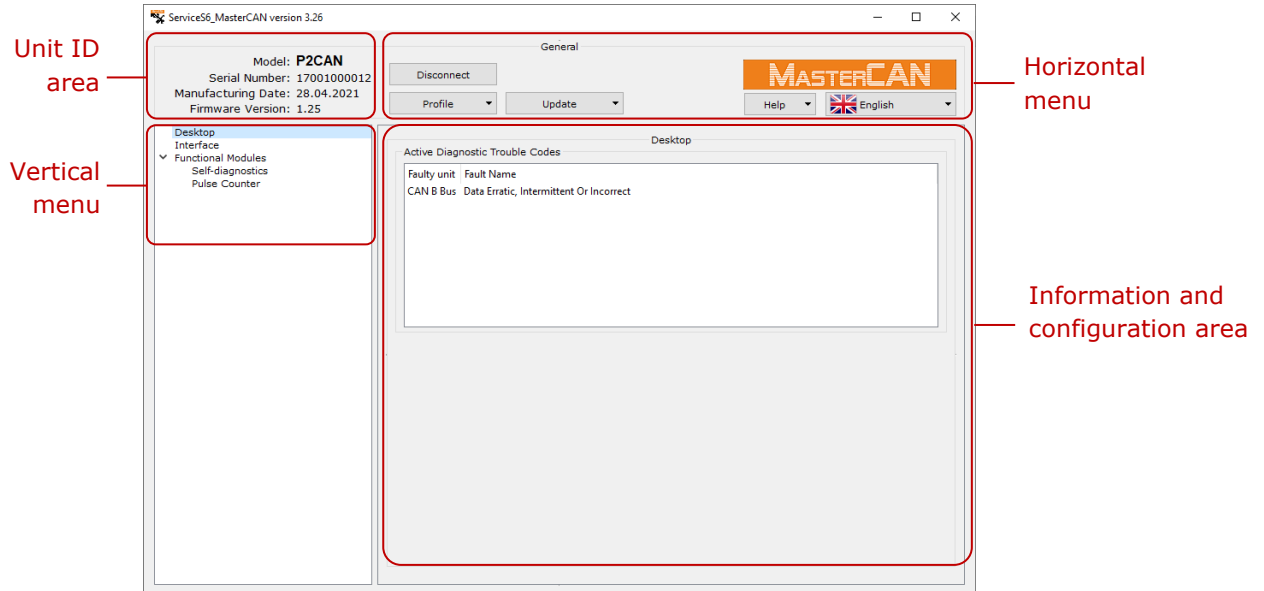 ServiceS6_MasterCAN version 3.26
Unit ID
area
Model: P2CAN
Serial Number: 17001000012
Manufacturing Date: 28.04.2021
Firmware Version: 1.25
General
Disconnect
Profile
Update
MASTERCAN
Help
English
Horizontal
menu
Vertical
menu
Desktop
Interface
Functional Modules
Self-diagnostics
Pulse Counter
Desktop
Active Diagnostic Trouble Codes
Faulty unit Fault Name
CAN B Bus Data Erratic, Intermittent Or Incorrect
Information and
configuration area